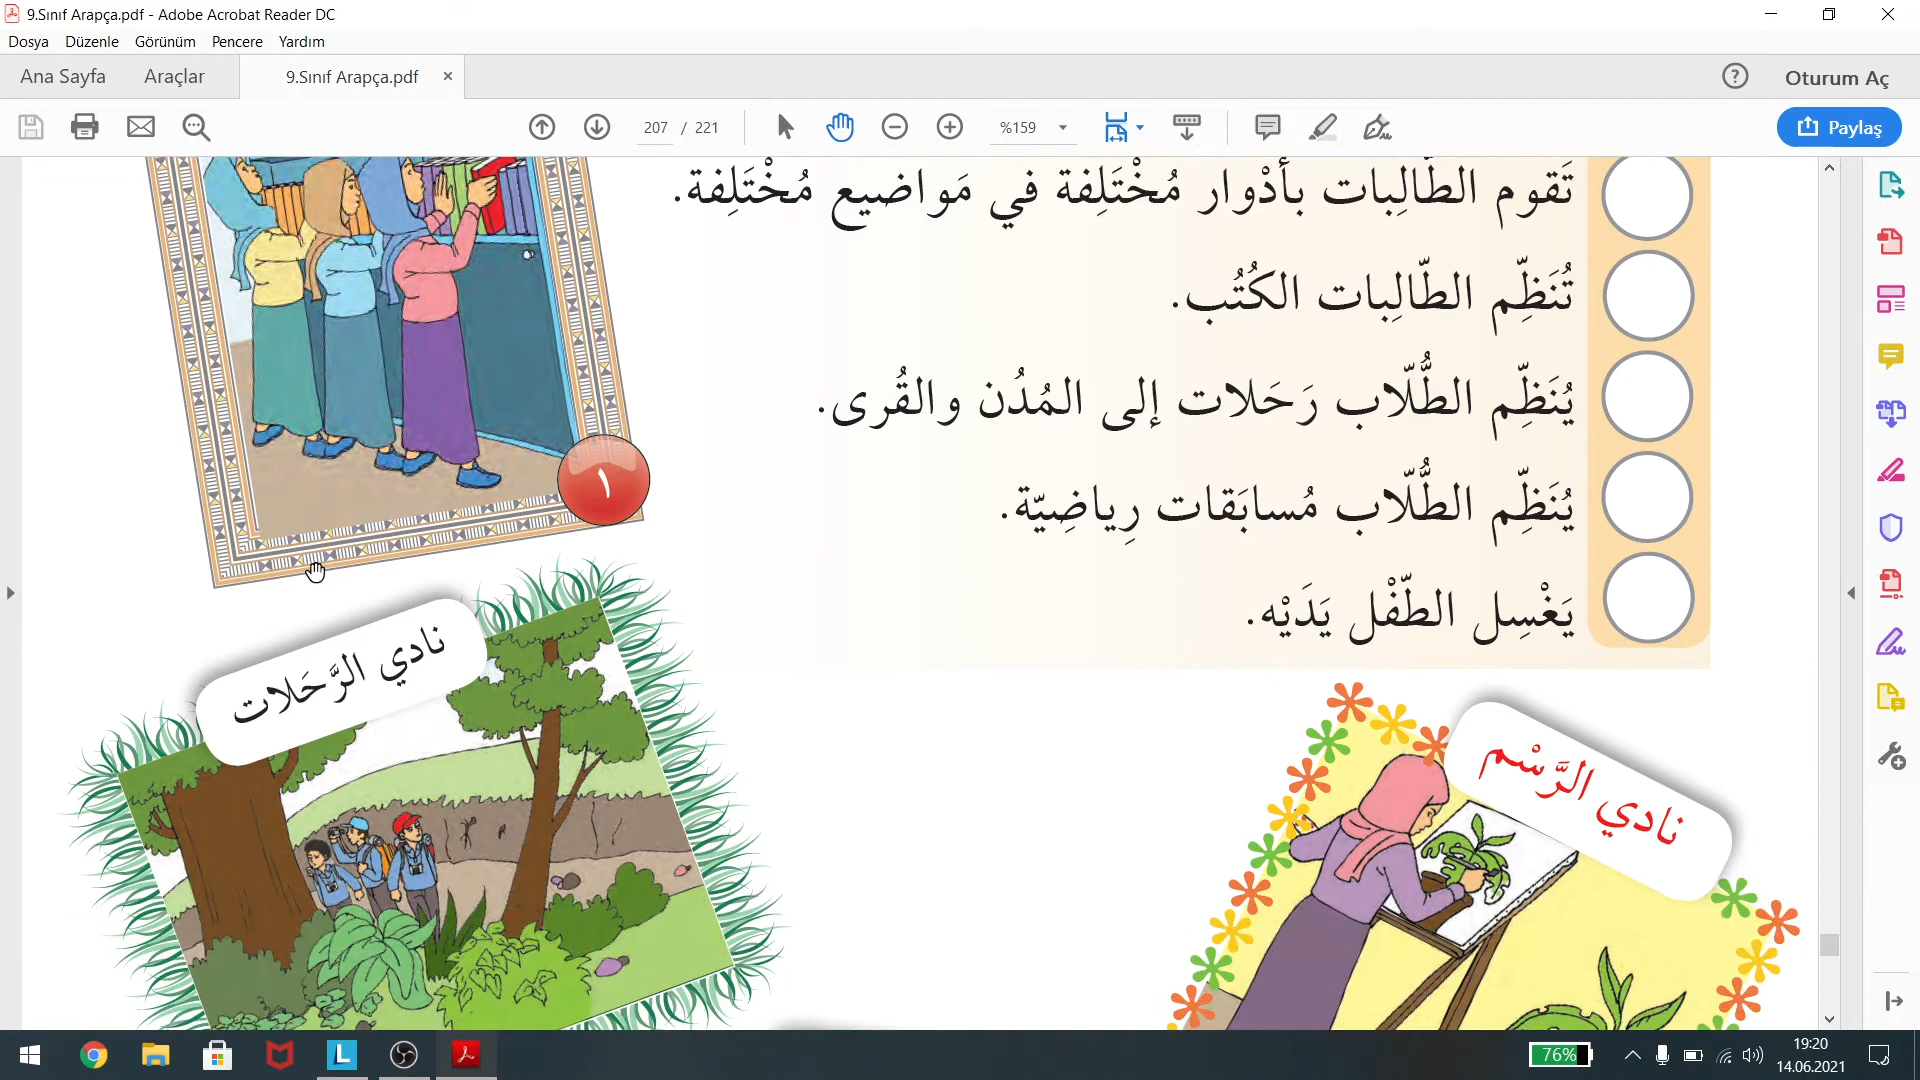 9.Sınıf Arapça.pdf - Adobe Acrobat Reader DC
Dosya Düzenle Görünüm Pencere Yardım
Ana Sayfa Araçlar 9.Sınıf Arapça.pdf Oturum Aç
207 / 221 %159 Paylaş
تَقوم الطّالِبات بأَدْوار مُخْتَلِفة في مَواضيع مُخْتَلِفة.
تُنَظِّم الطّالِبات الكُتُب.
يُنَظِّم الطُّلّاب رَحَلات إلى المُدُن والقُرى.
يُنَظِّم الطُّلّاب مُسابَقات رِياضِيّة.
يَغْسِل الطّفْل يَدَيْه.
١
نادي الرَّحَلات
نادي الرَّسْم
76%
19:20
14.06.2021